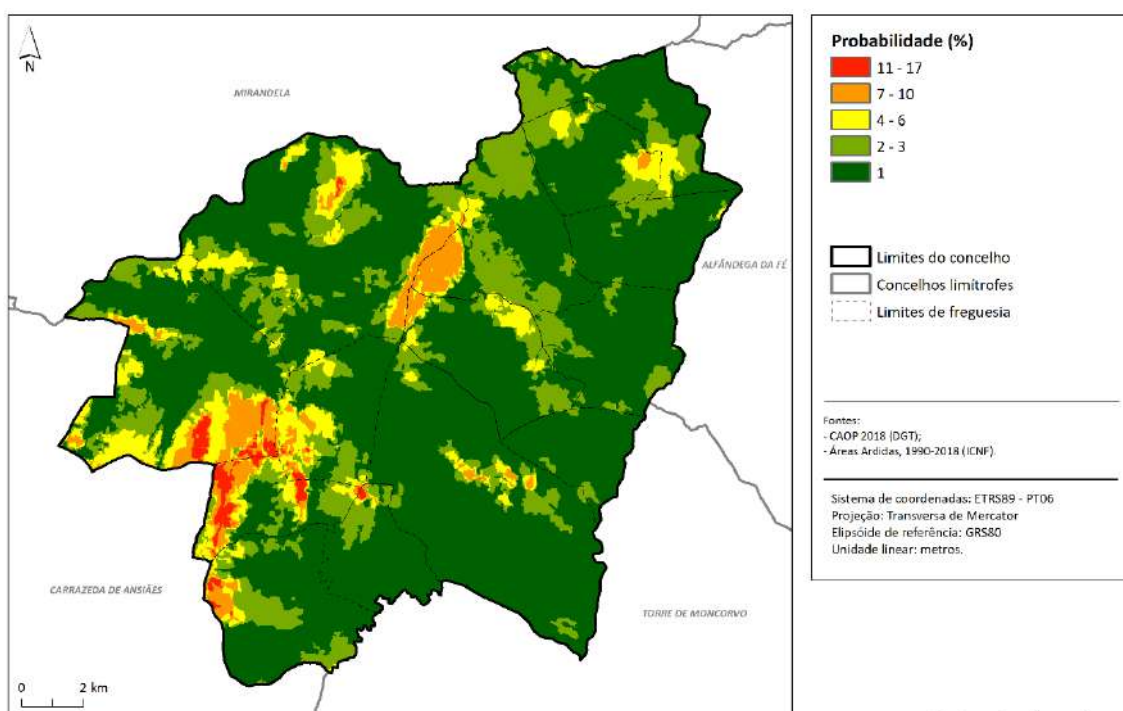 N
MIRANDELA
ALFÂNDEGA DA FÉ
CARRAZEDA DE ANSIÃES
TORRE DE MONCORVO
0 2 km
Probabilidade (%)
11 - 17
7 - 10
4 - 6
2 - 3
1
Limites do concelho
Concelhos limítrofes
Limites de freguesia
Fontes:
- CAOP 2018 (DGT);
- Áreas Ardidas, 1990-2018 (ICNF).
Sistema de coordenadas: ETRS89 - PT06
Projeção: Transversa de Mercator
Elipsóide de referência: GRS80
Unidade linear: metros.